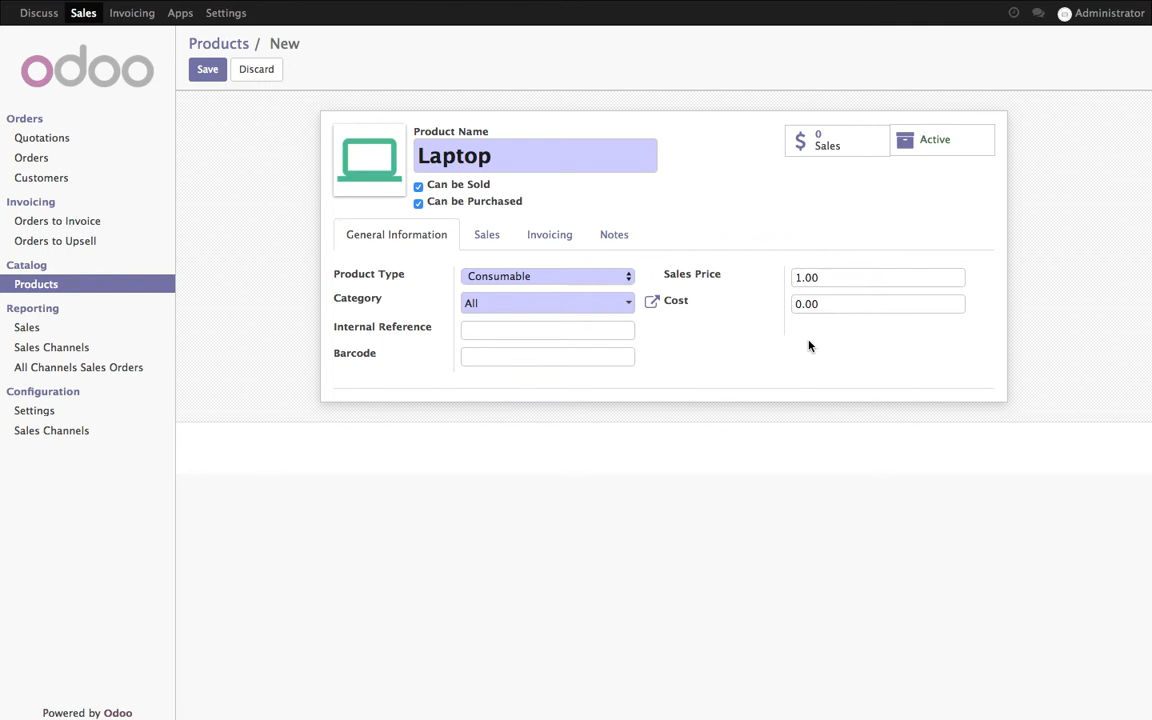 Discuss Sales Invoicing Apps Settings Administrator
odoo
Products / New
Save Discard
Orders
Quotations
Orders
Customers
Invoicing
Orders to Invoice
Orders to Upsell
Catalog
Products
Reporting
Sales
Sales Channels
All Channels Sales Orders
Configuration
Settings
Sales Channels
Powered by Odoo
Product Name
Laptop
Can be Sold
Can be Purchased
0
Sales
Active
General Information Sales Invoicing Notes
Product Type Consumable
Category All
Internal Reference
Barcode
Sales Price 1.00
Cost 0.00